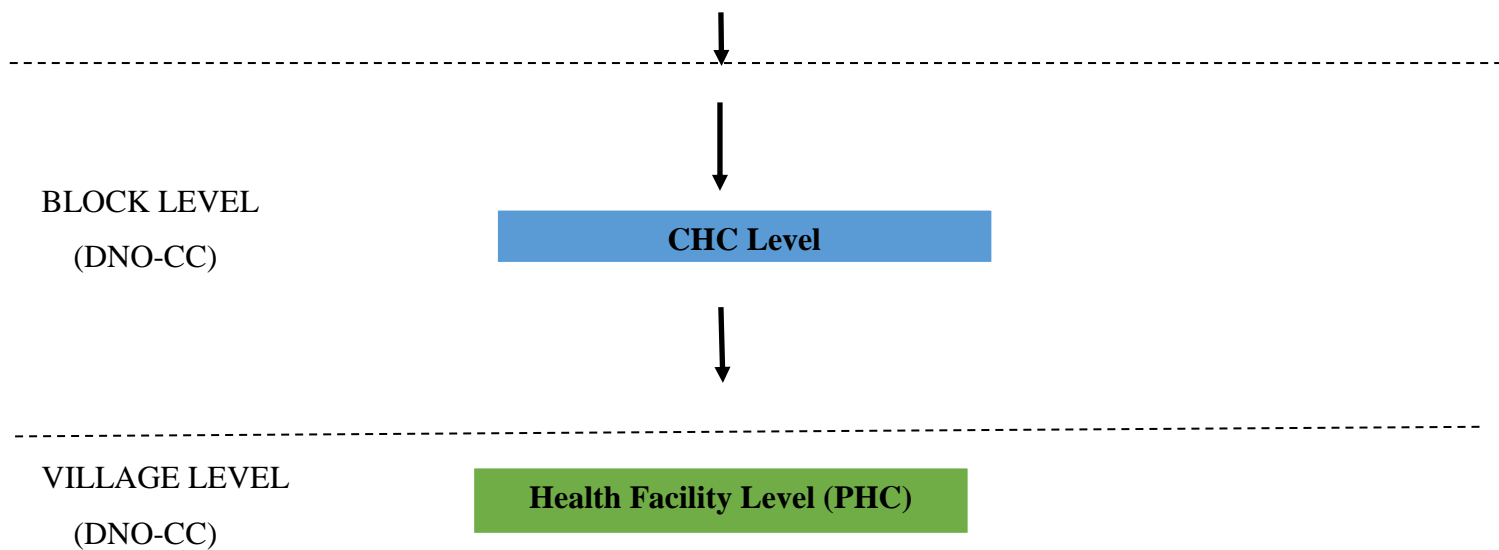 BLOCK LEVEL
(DNO-CC)
CHC Level
VILLAGE LEVEL
(DNO-CC)
Health Facility Level (PHC)